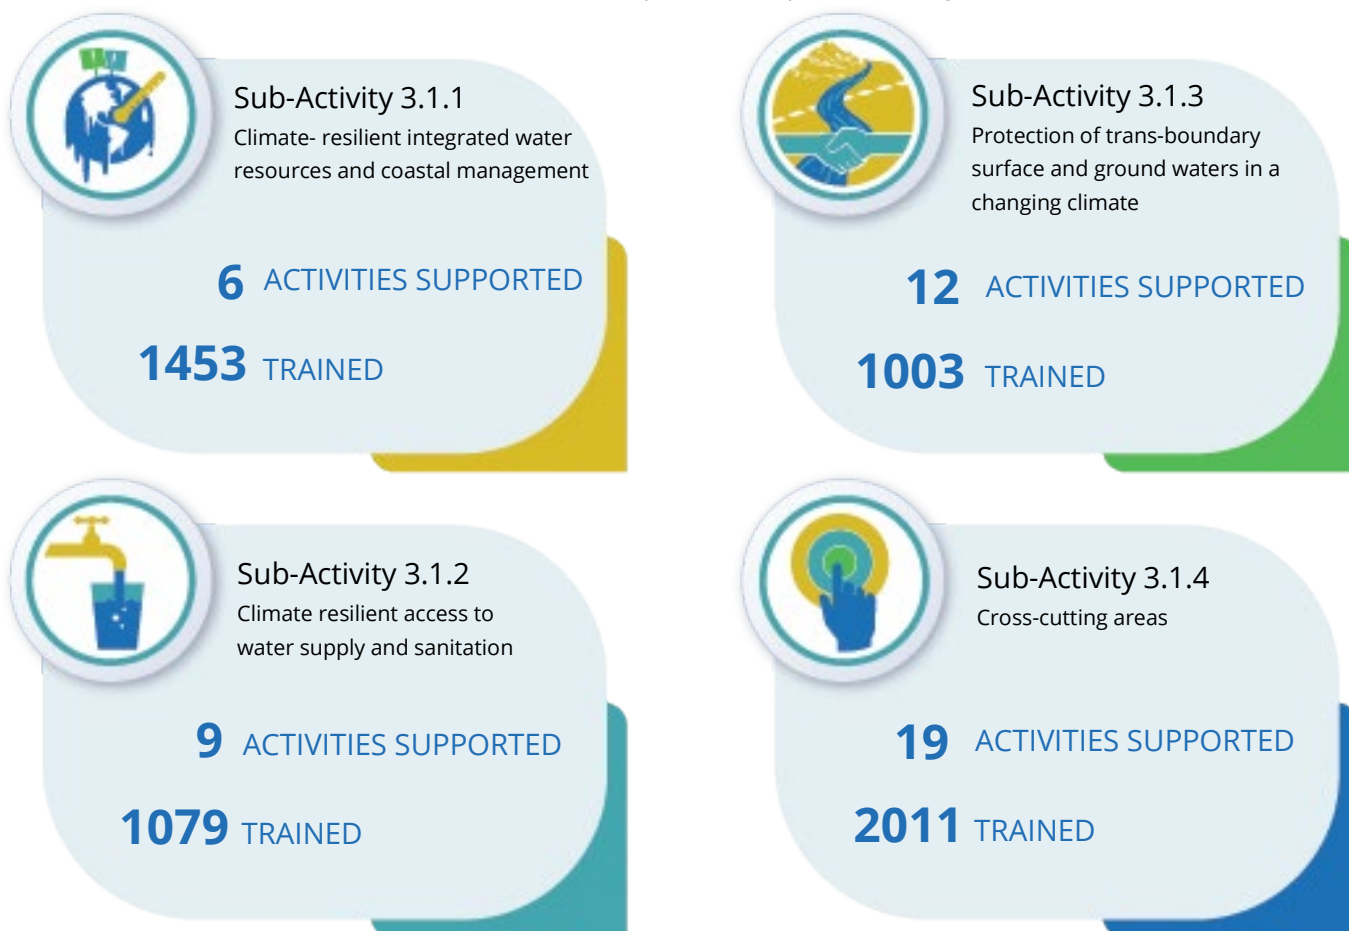 Sub-Activity 3.1.1
Climate- resilient integrated water
resources and coastal management
6 ACTIVITIES SUPPORTED
1453 TRAINED
Sub-Activity 3.1.3
Protection of trans-boundary
surface and ground waters in a
changing climate
12 ACTIVITIES SUPPORTED
1003 TRAINED
Sub-Activity 3.1.2
Climate resilient access to
water supply and sanitation
9 ACTIVITIES SUPPORTED
1079 TRAINED
Sub-Activity 3.1.4
Cross-cutting areas
19 ACTIVITIES SUPPORTED
2011 TRAINED